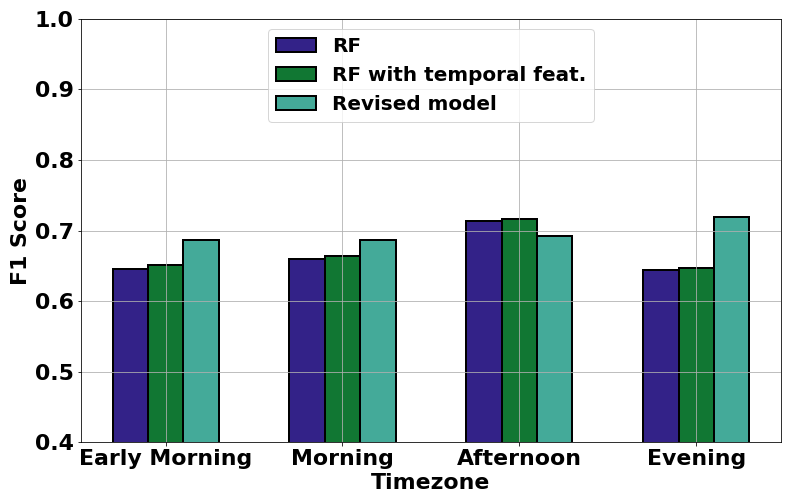 RF
RF with temporal feat.
Revised model
F1 Score
1.0
0.9
0.8
0.7
0.6
0.5
0.4
Early Morning
Morning
Afternoon
Evening
Timezone